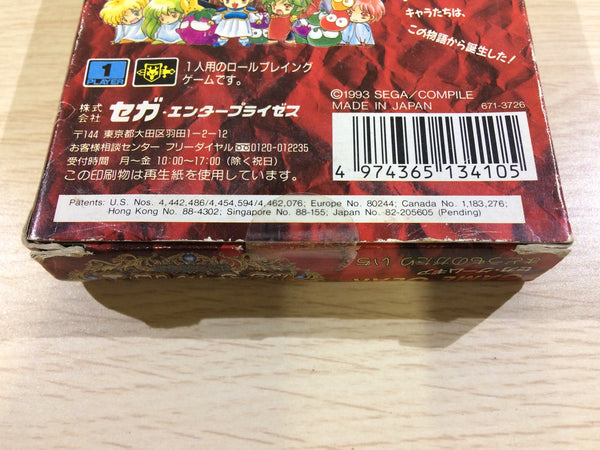 キャラたちは、
この物語から誕生した!
1
PLAYER
1人用のロールプレイング
ゲームです。
©1993 SEGA/COMPILE
MADE IN JAPAN
671-3726
株式会社 セガ・エンタープライゼス
〒144 東京都大田区羽田1-2-12
お客様相談センター フリーダイヤル 0120-012235
受付時間 月~金 10:00~17:00 (除く祝日)
この印刷物は再生紙を使用しています。
4 974365 134105
Patents: U.S. Nos. 4,442,486/4,454,594/4,462,076; Europe No. 80244; Canada No. 1,183,276;
Hong Kong No. 88-4302; Singapore No. 88-155; Japan No. 82-205605 (Pending)